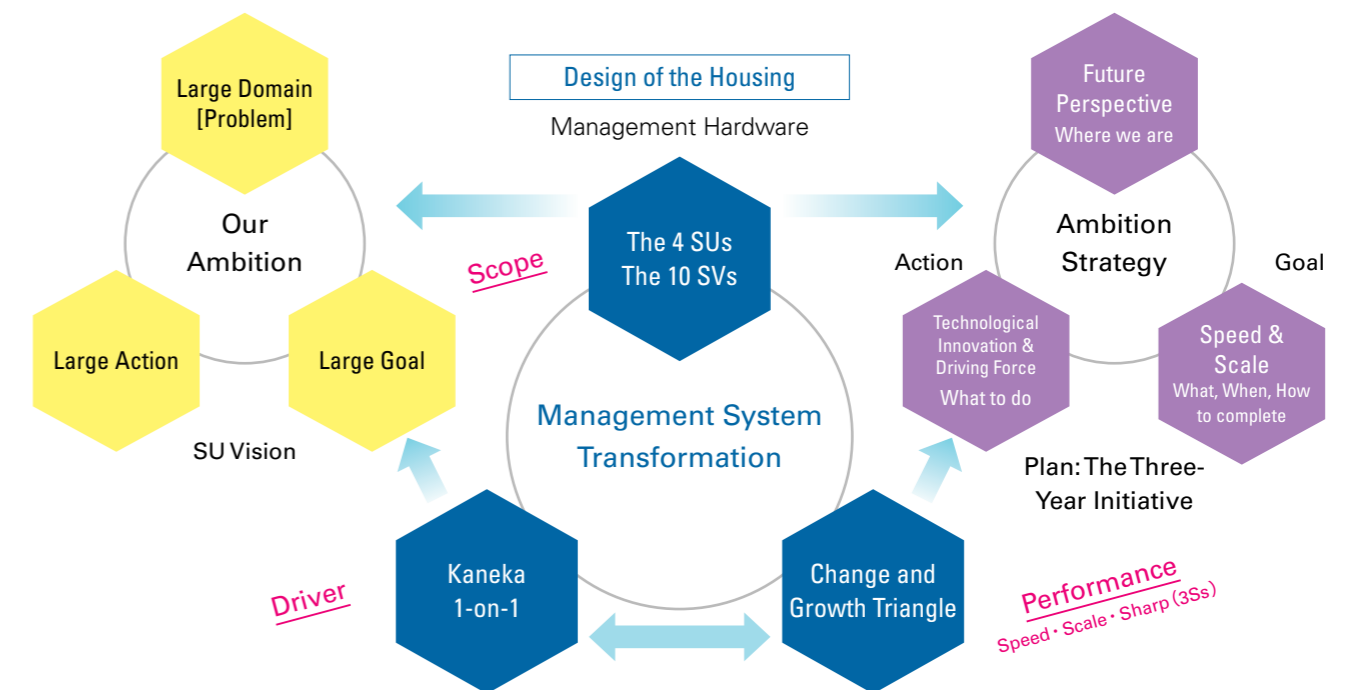 Design of the Housing
Management Hardware
Large Domain
[Problem]
Our
Ambition
Large Action
Large Goal
SU Vision
Scope
The 4 SUs
The 10 SVs
Management System
Transformation
Driver
Kaneka
1-on-1
Change and
Growth Triangle
Performance
Speed・Scale・Sharp (3Ss)
Future
Perspective
Where we are
Ambition
Strategy
Action
Goal
Technological
Innovation &
Driving Force
What to do
Speed &
Scale
What, When, How
to complete
Plan: The Three-
Year Initiative